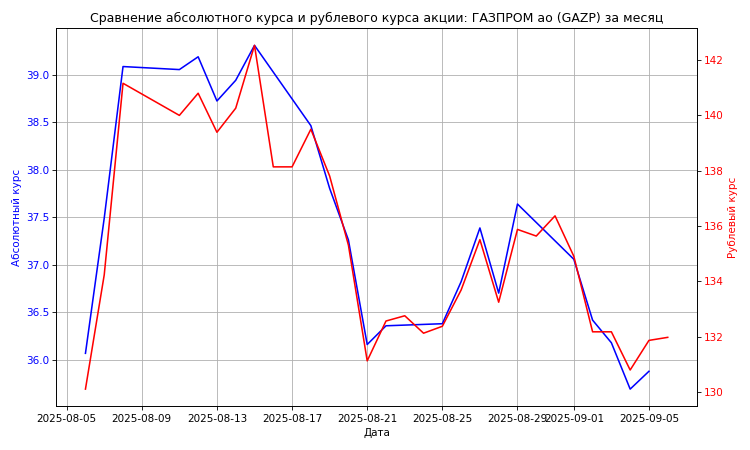 Сравнение абсолютного курса и рублевого курса акции: ГАЗПРОМ ао (GAZP) за месяц
39.0
38.5
38.0
37.5
37.0
36.5
36.0
Абсолютный курс
142
140
138
136
134
132
130
Рублевый курс
2025-08-05 2025-08-09 2025-08-13 2025-08-17 2025-08-21 2025-08-25 2025-08-29 2025-09-01 2025-09-05
Дата